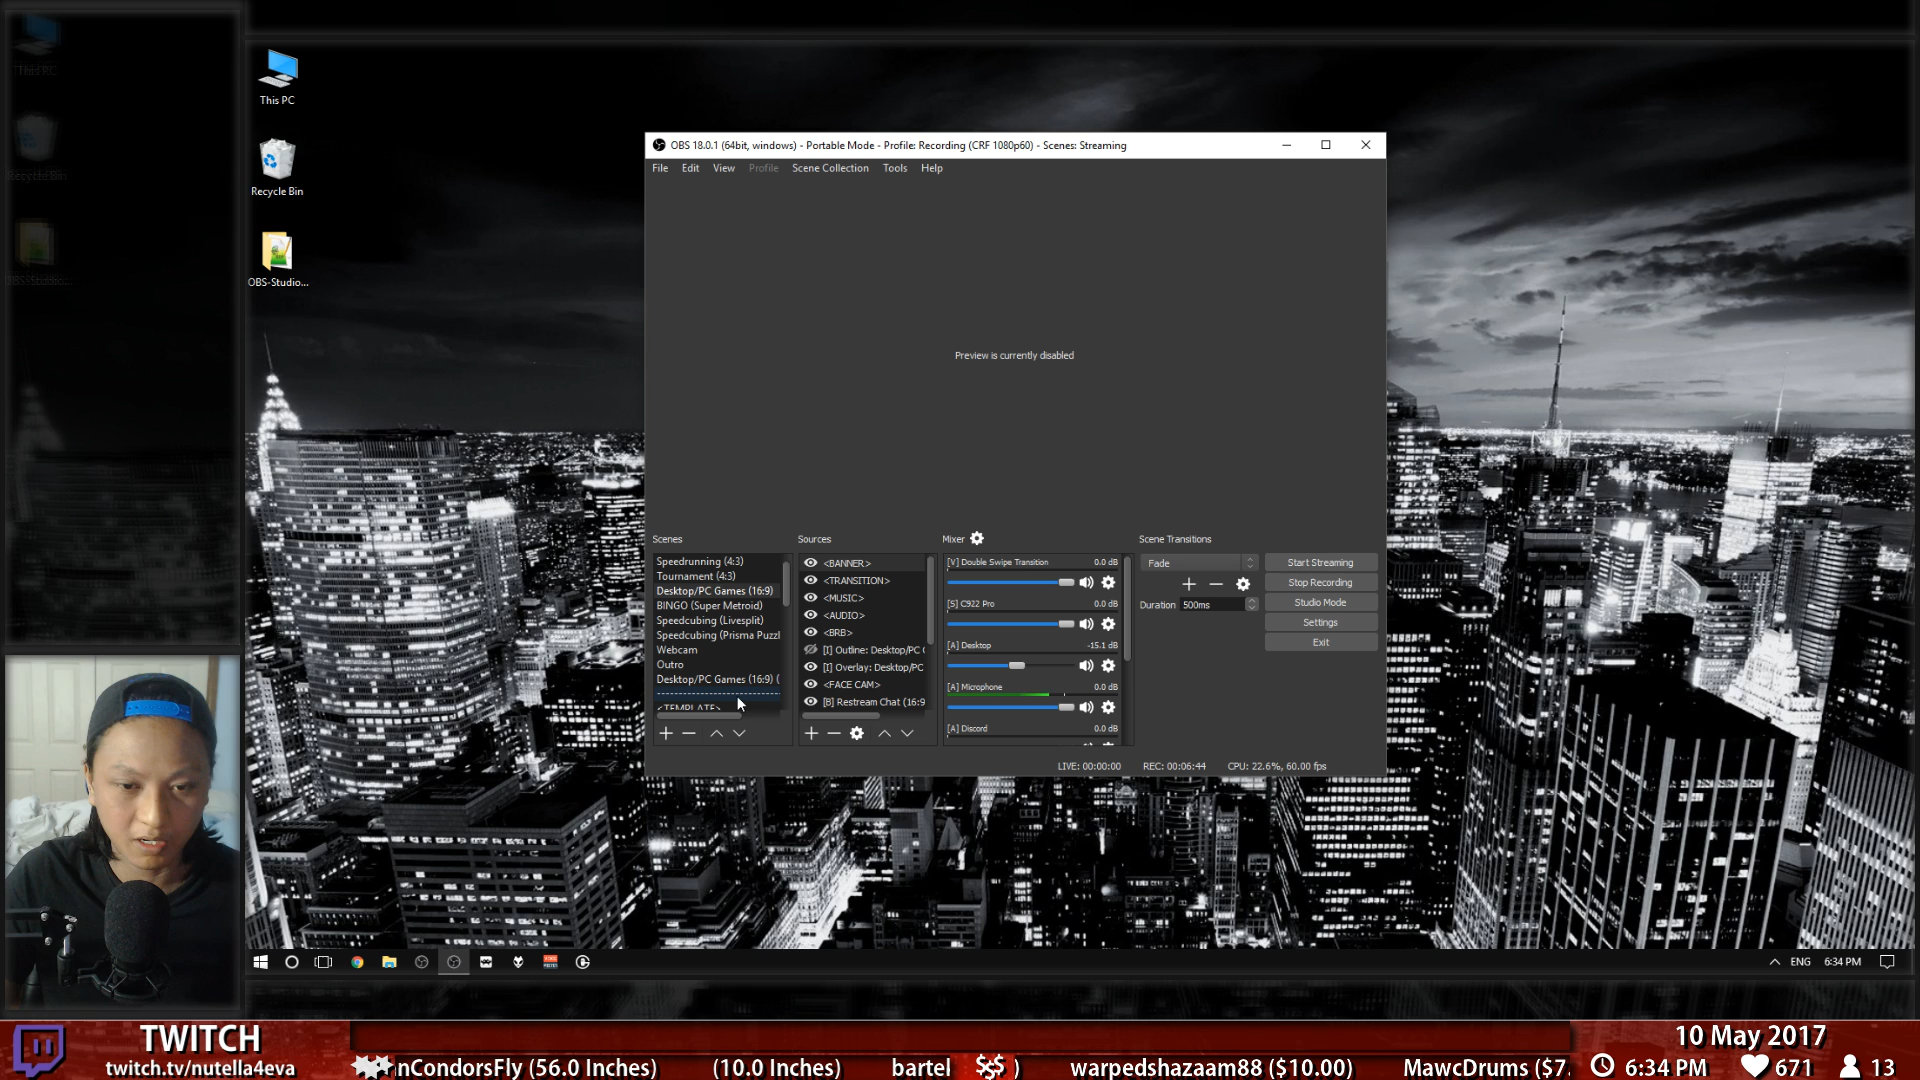 This PC
Recycle Bin
OBS-Studio...
OBS 18.0.1 (64bit, windows) - Portable Mode - Profile: Recording (CRF 1080p60) - Scenes: Streaming
File Edit View Profile Scene Collection Tools Help
Preview is currently disabled
Scenes
Speedrunning (4:3)
Tournament (4:3)
Desktop/PC Games (16:9)
BINGO (Super Metroid)
Speedcubing (Livesplit)
Speedcubing (Prisma Puzzl
Webcam
Outro
Desktop/PC Games (16:9) (
<TEMPLATE>
Sources
<BANNER>
<TRANSITION>
<MUSIC>
<AUDIO>
<BRB>
[I] Outline: Desktop/PC (
[I] Overlay: Desktop/PC
<FACE CAM>
[B] Restream Chat (16:9
Mixer
[V] Double Swipe Transition 0.0 dB
[S] C922 Pro 0.0 dB
[A] Desktop -15.1 dB
[A] Microphone 0.0 dB
[A] Discord 0.0 dB
Scene Transitions
Fade
Duration 500ms
Start Streaming
Stop Recording
Studio Mode
Settings
Exit
LIVE: 00:00:00 REC: 00:06:44 CPU: 22.6%, 60.00 fps
ENG 6:34 PM
TWITCH
twitch.tv/nutella4eva
nCondorsFly (56.0 Inches) (10.0 Inches) bartel $$$ ) warpedshazaam88 ($10.00) MawcDrums ($7.
10 May 2017
6:34 PM 671 13